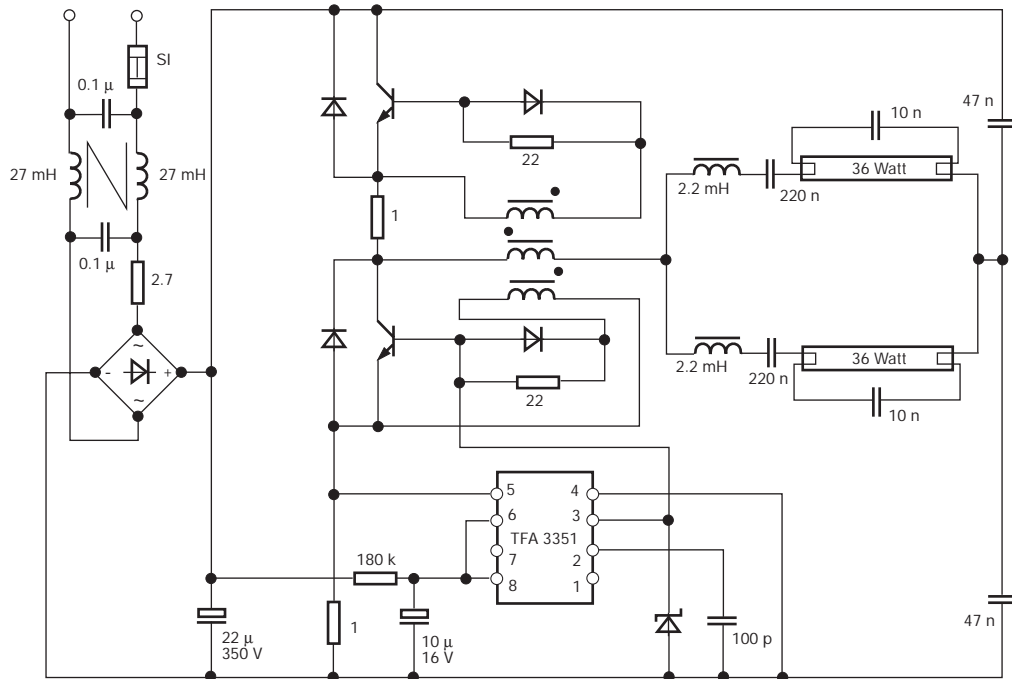 SI
0.1 µ
47 n
10 n
22
36 Watt
27 mH
27 mH
2.2 mH
220 n
1
0.1 µ
2.7
~
- +
~
36 Watt
2.2 mH
220 n
22
10 n
5
4
6
3
TFA 3351
7
2
8
1
180 k
22 µ
350 V
1
10 µ
16 V
100 p
47 n